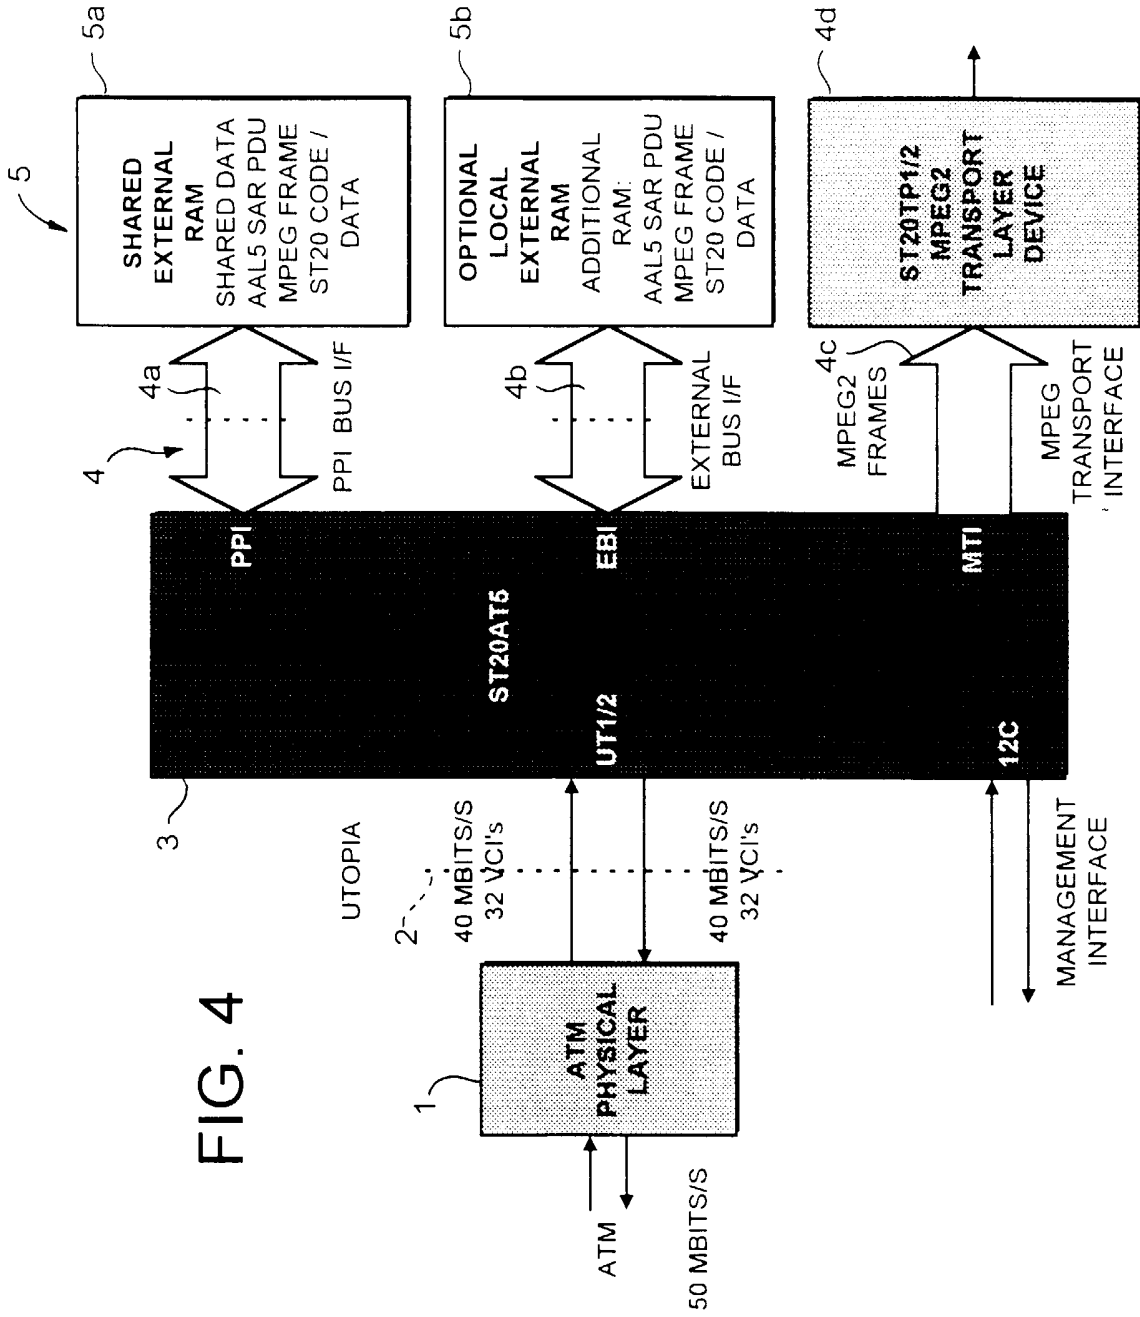 FIG. 4
ATM
50 MBITS/S
1
ATM
PHYSICAL
LAYER
UTOPIA
2
40 MBITS/S
32 VCI's
40 MBITS/S
32 VCI's
MANAGEMENT
INTERFACE
3
ST20AT5
UT1/2
12C
PPI
EBI
MTI
4
4a
PPI BUS I/F
4b
EXTERNAL
BUS I/F
MPEG2
FRAMES
4c
MPEG
TRANSPORT
INTERFACE
5
5a
SHARED
EXTERNAL
RAM
SHARED DATA
AAL5 SAR PDU
MPEG FRAME
ST20 CODE /
DATA
5b
OPTIONAL
LOCAL
EXTERNAL
RAM
ADDITIONAL
RAM:
AAL5 SAR PDU
MPEG FRAME
ST20 CODE /
DATA
4d
ST20TP1/2
MPEG2
TRANSPORT
LAYER
DEVICE